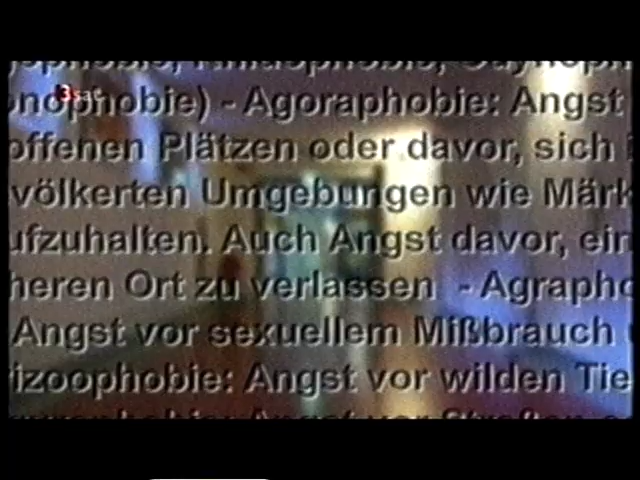 3sat
onophobie) - Agoraphobie: Angst
offenen Plätzen oder davor, sich
völkerten Umgebungen wie Märk
ufzuhalten. Auch Angst davor, ein
heren Ort zu verlassen - Agrapho
Angst vor sexuellem Mißbrauch
izoophobie: Angst vor wilden Tie